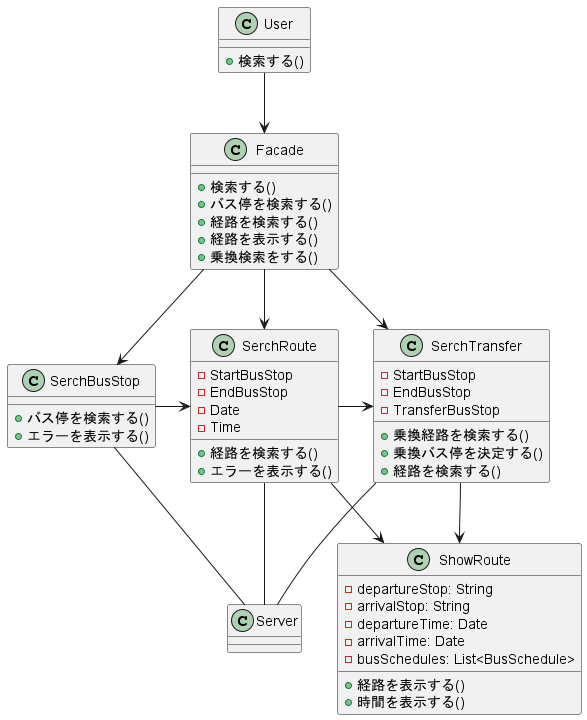 C User
検索する()
C Facade
検索する()
バス停を検索する()
経路を検索する()
経路を表示する()
乗換検索をする()
C SerchBusStop
バス停を検索する()
エラーを表示する()
C SerchRoute
StartBusStop
EndBusStop
Date
Time
経路を検索する()
エラーを表示する()
C SerchTransfer
StartBusStop
EndBusStop
TransferBusStop
乗換経路を検索する()
乗換バス停を決定する()
経路を検索する()
C Server
C ShowRoute
departureStop: String
arrivalStop: String
departureTime: Date
arrivalTime: Date
busSchedules: List<BusSchedule>
経路を表示する()
時間を表示する()